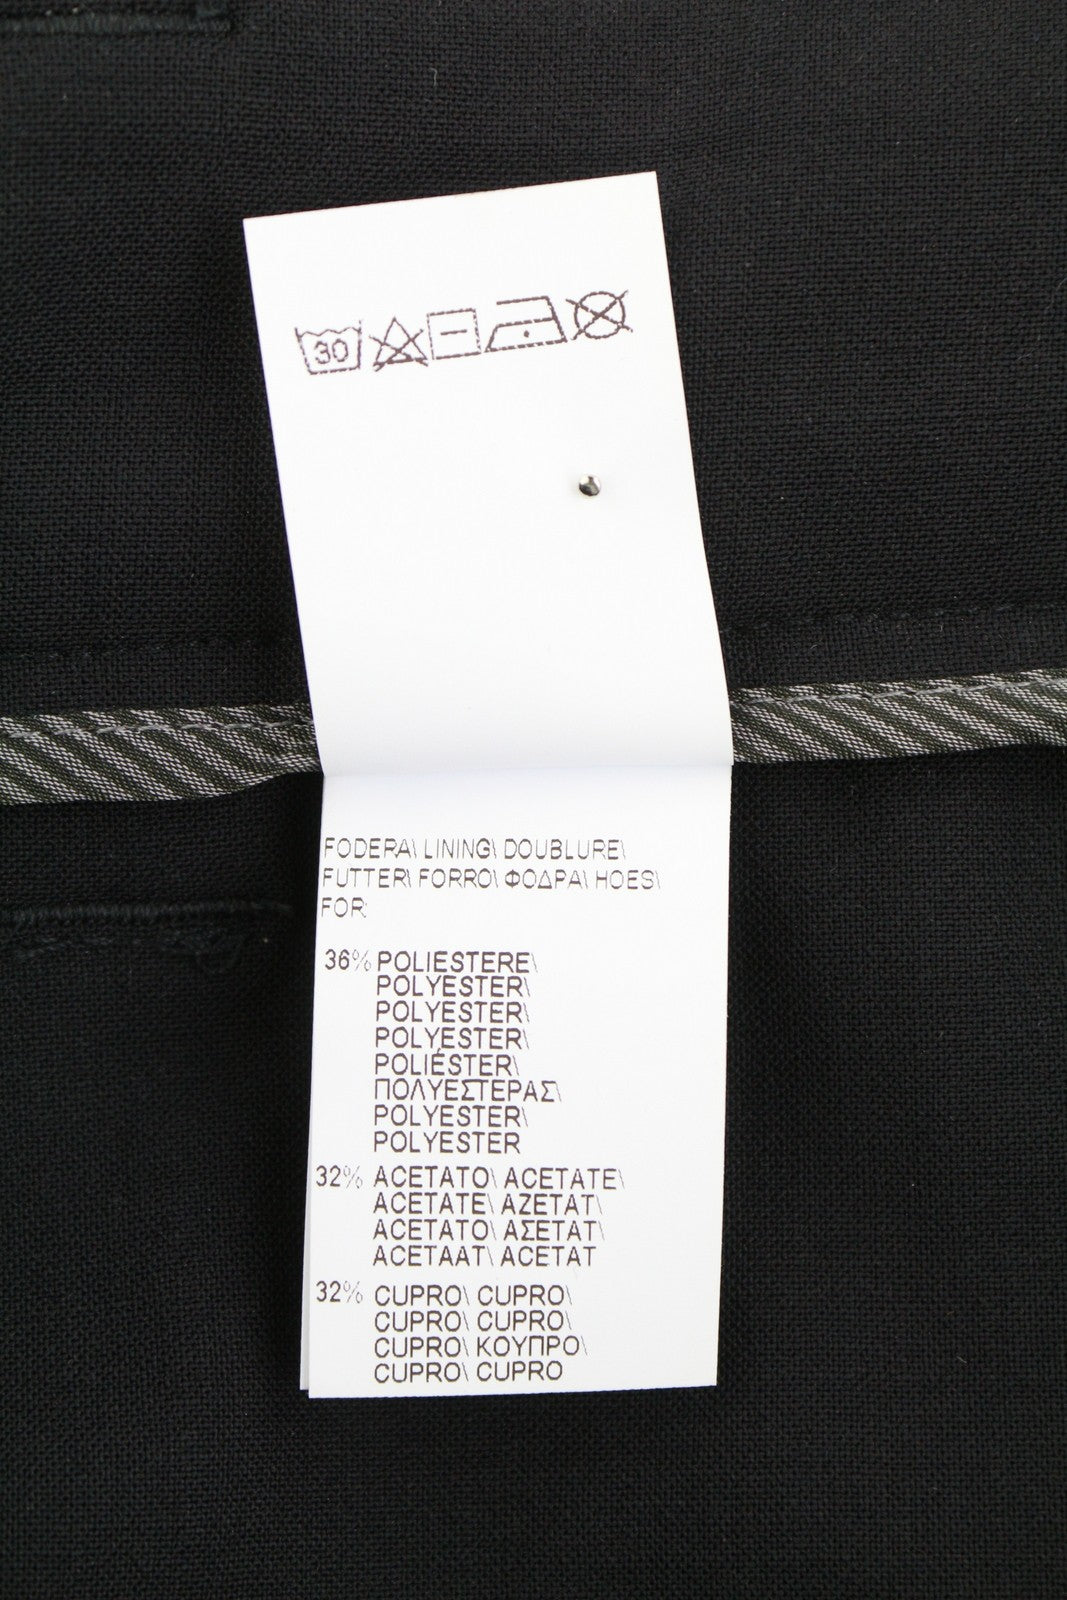 30
FODERA\ LINING\ DOUBLURE\
FUTTER\ FORRO\ ΦΟΔΡΑ\ HOES\
FOR
36% POLIESTERE\
POLYESTER\
POLYESTER\
POLYESTER\
POLIÉSTER\
ΠΟΛΥΕΣΤΕΡΑΣ\
POLYESTER\
POLYESTER
32% ACETATO\ ACETATE\
ACETATE\ AZETAT\
ACETATO\ ΑΣΕΤΑΤ\
ACETAAT\ ACETAT
32% CUPRO\ CUPRO\
CUPRO\ CUPRO\
CUPRO\ ΚΟΥΠΡΟ\
CUPRO\ CUPRO